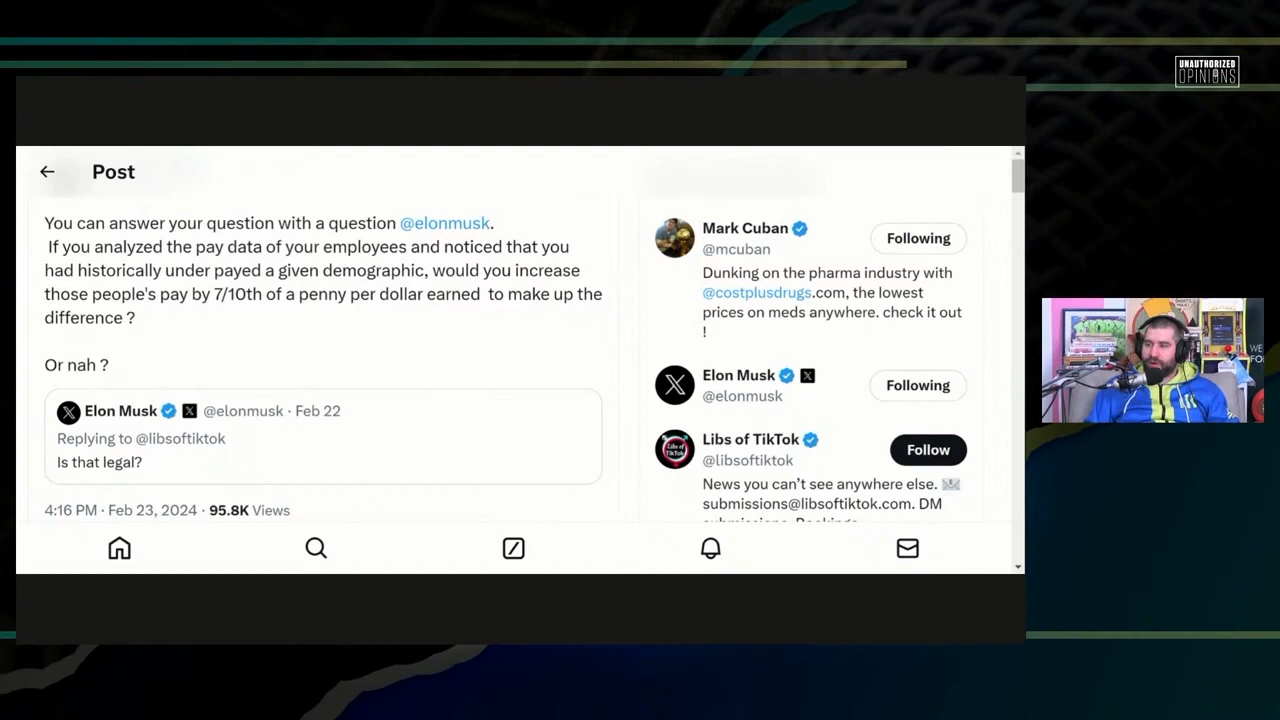 UNAUTHORIZED
OPINIONS
Post
You can answer your question with a question @elonmusk.
If you analyzed the pay data of your employees and noticed that you
had historically under payed a given demographic, would you increase
those people's pay by 7/10th of a penny per dollar earned to make up the
difference ?
Or nah ?
Elon Musk @elonmusk · Feb 22
Replying to @libsoftiktok
Is that legal?
4:16 PM · Feb 23, 2024 · 95.8K Views
Mark Cuban
@mcuban
Following
Dunking on the pharma industry with
@costplusdrugs.com, the lowest
prices on meds anywhere. check it out
!
Elon Musk
@elonmusk
Following
Libs of TikTok
@libsoftiktok
Follow
News you can’t see anywhere else.
submissions@libsoftiktok.com. DM
WE